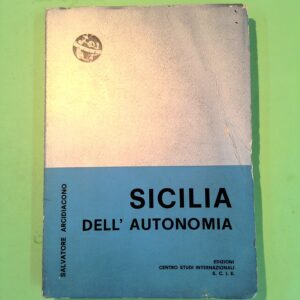 SALVATORE ARCIDIACONO
SICILIA
DELL' AUTONOMIA
EDIZIONI
CENTRO STUDI INTERNAZIONALI
S. C. I. E.